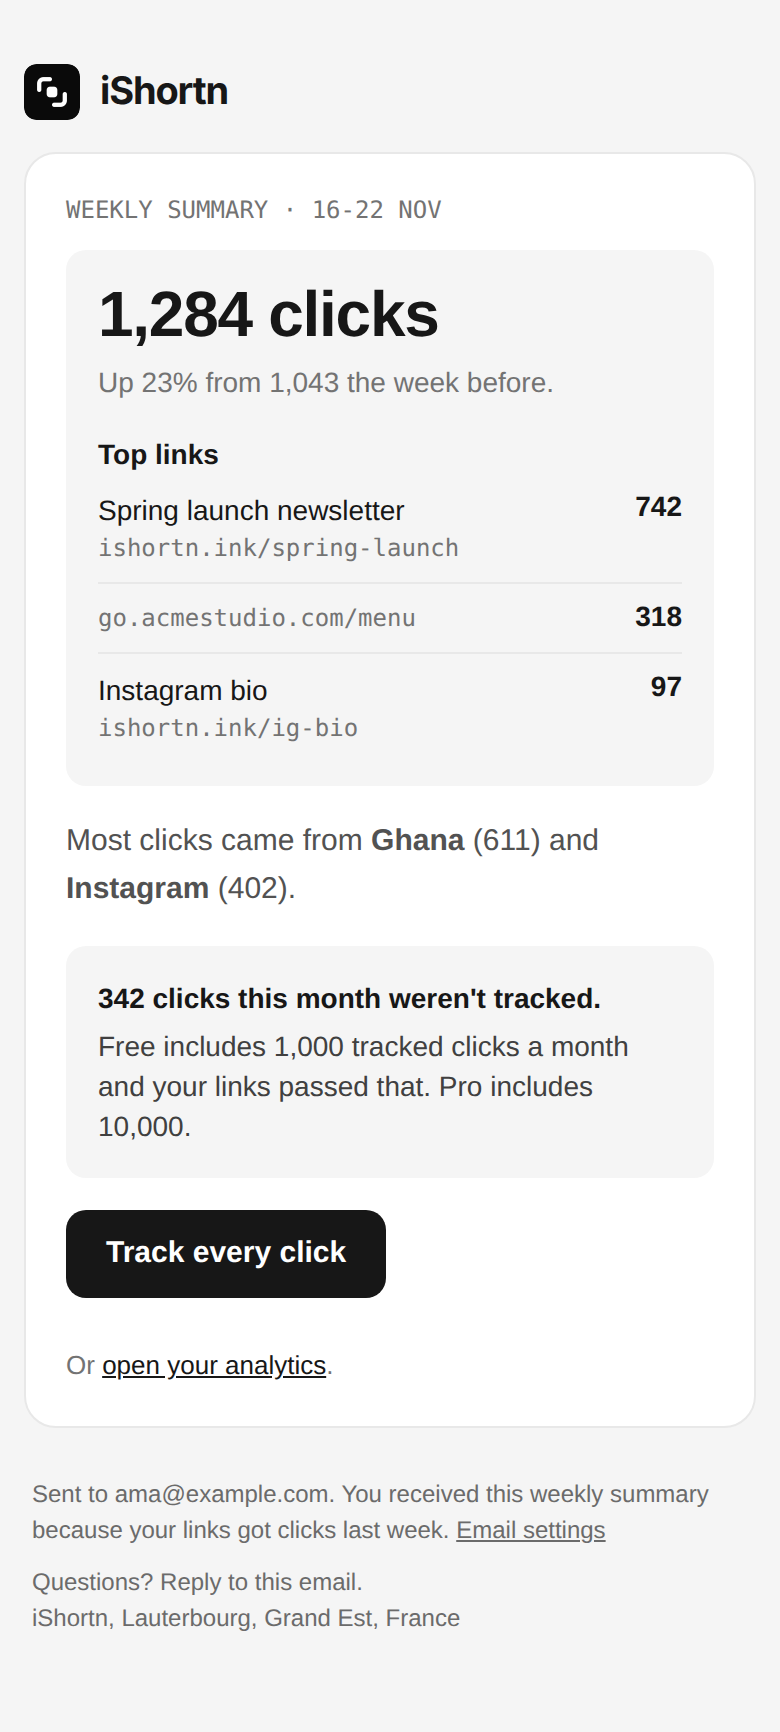 iShortn
WEEKLY SUMMARY · 16-22 NOV
1,284 clicks
Up 23% from 1,043 the week before.
Top links
Spring launch newsletter 742
ishortn.ink/spring-launch
go.acmestudio.com/menu 318
Instagram bio 97
ishortn.ink/ig-bio
Most clicks came from Ghana (611) and
Instagram (402).
342 clicks this month weren't tracked.
Free includes 1,000 tracked clicks a month
and your links passed that. Pro includes
10,000.
Track every click
Or open your analytics.
Sent to ama@example.com. You received this weekly summary
because your links got clicks last week. Email settings
Questions? Reply to this email.
iShortn, Lauterbourg, Grand Est, France